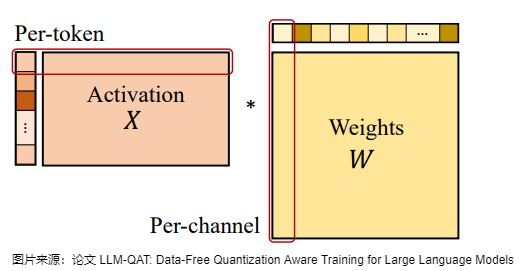 Per-token
Activation
X
*
...
Weights
W
...
Per-channel
图片来源:论文 LLM-QAT: Data-Free Quantization Aware Training for Large Language Models